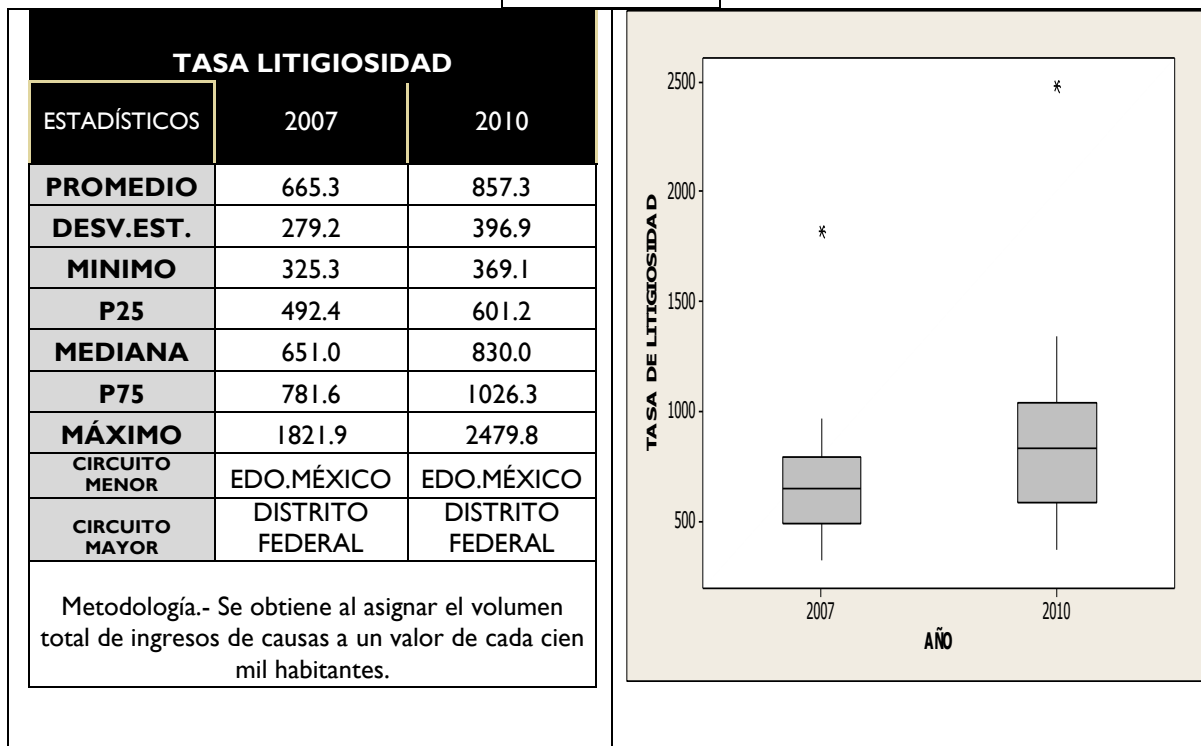 TASA LITIGIOSIDAD
ESTADÍSTICOS 2007 2010
PROMEDIO 665.3 857.3
DESV.EST. 279.2 396.9
MINIMO 325.3 369.1
P25 492.4 601.2
MEDIANA 651.0 830.0
P75 781.6 1026.3
MÁXIMO 1821.9 2479.8
CIRCUITO
MENOR EDO.MÉXICO EDO.MÉXICO
CIRCUITO
MAYOR
DISTRITO
FEDERAL
DISTRITO
FEDERAL
Metodología.- Se obtiene al asignar el volumen
total de ingresos de causas a un valor de cada cien
mil habitantes.
TASA DE LITIGIOSIDAD
2500
2000
1500
1000
500
2007 2010
AÑO